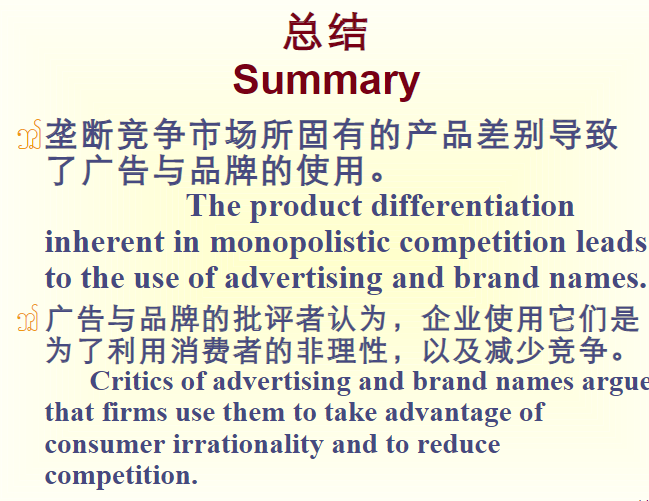 总结
Summary
垄断竞争市场所固有的产品差别导致
了广告与品牌的使用。
The product differentiation
inherent in monopolistic competition leads
to the use of advertising and brand names.
广告与品牌的批评者认为，企业使用它们是
为了利用消费者的非理性，以及减少竞争。
Critics of advertising and brand names argue
that firms use them to take advantage of
consumer irrationality and to reduce
competition.